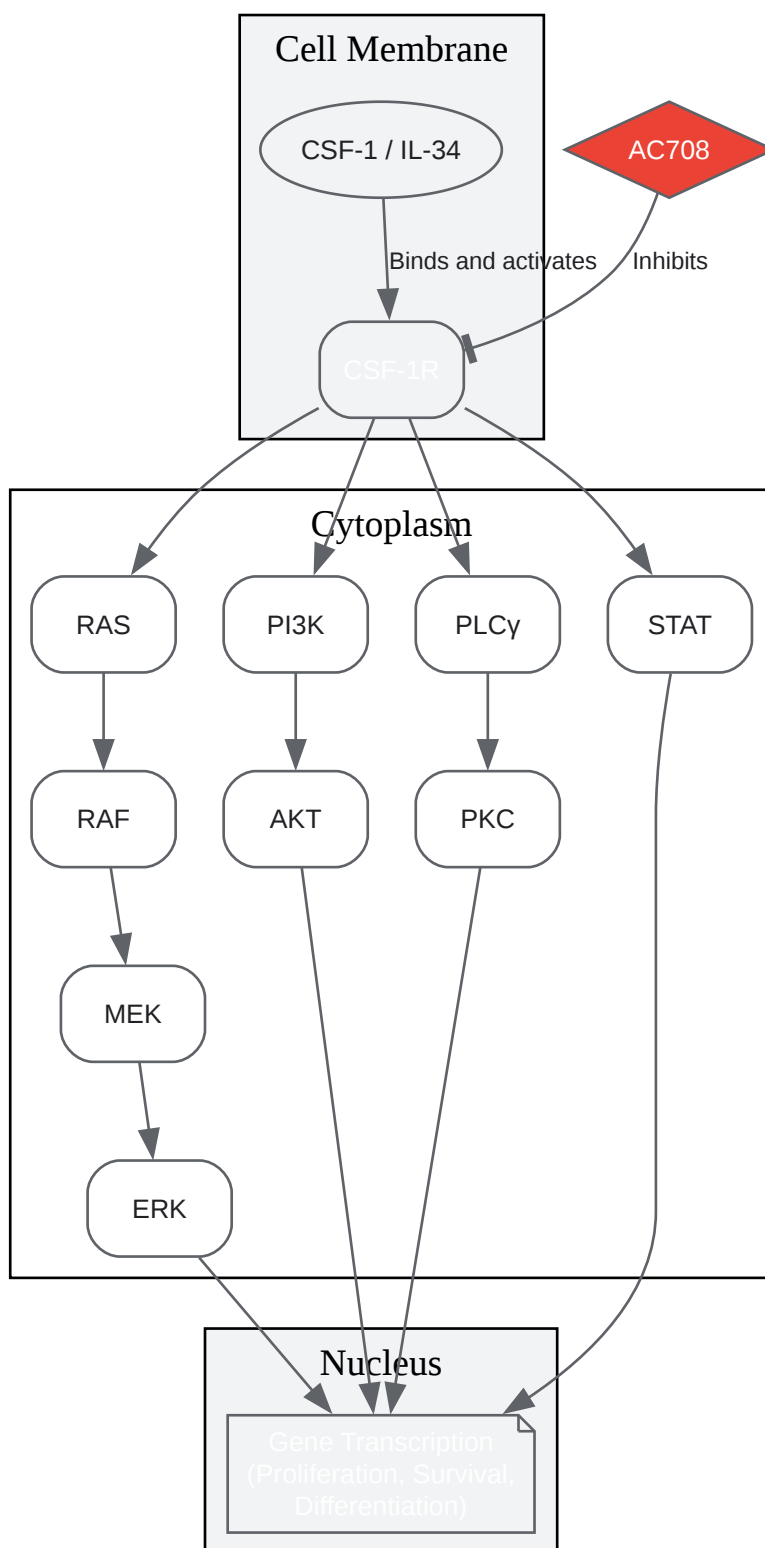 Cell Membrane
CSF-1 / IL-34
AC708
Binds and activates
Inhibits
CSF-1R
Cytoplasm
RAS
PI3K
PLCγ
STAT
RAF
AKT
PKC
MEK
ERK
Nucleus
Gene Transcription
(Proliferation, Survival,
Differentiation)